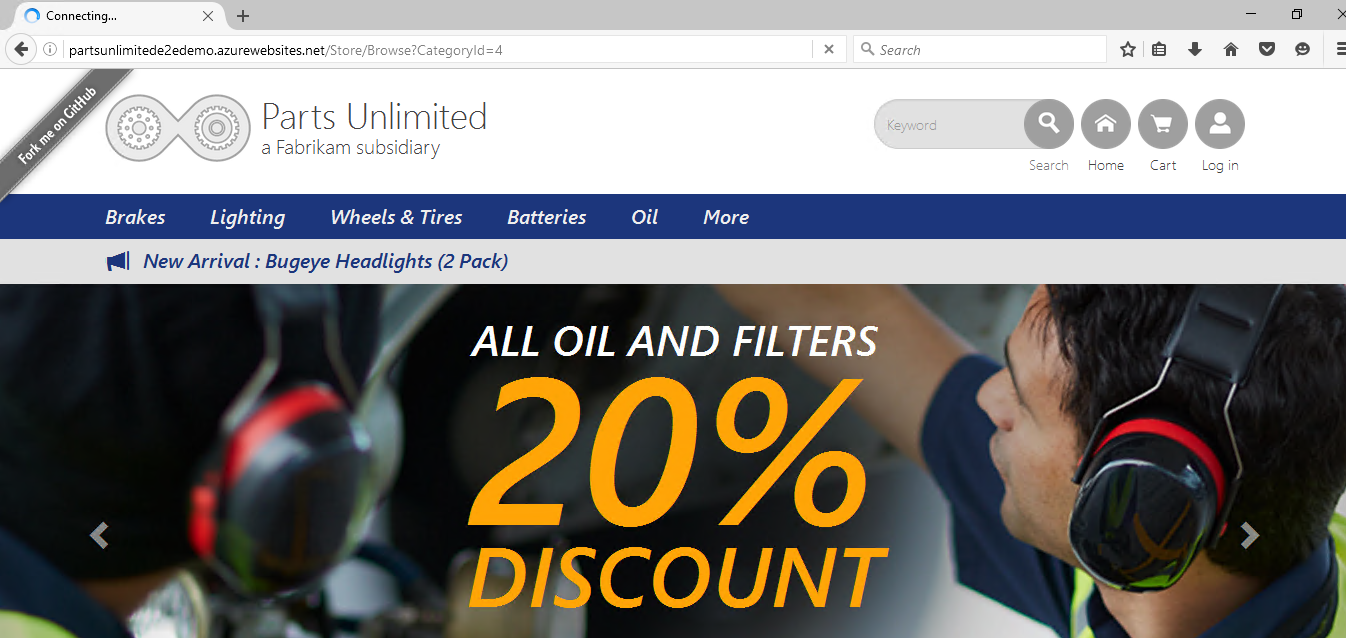 Connecting...
partsunlimitede2edemo.azurewebsites.net/Store/Browse?CategoryId=4
Search
Fork me on GitHub
Parts Unlimited
a Fabrikam subsidiary
Keyword
Search Home Cart Log in
Brakes Lighting Wheels & Tires Batteries Oil More
New Arrival : Bugeye Headlights (2 Pack)
ALL OIL AND FILTERS
20%
DISCOUNT